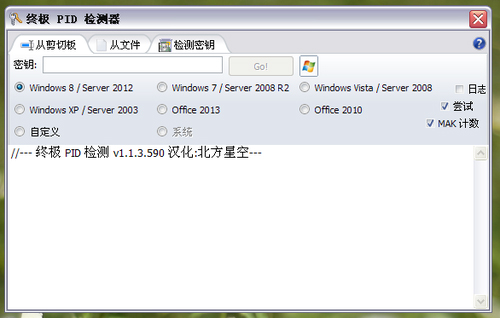 终极 PID 检测器
从剪切板 从文件 检测密钥
密钥: Go!
Windows 8 / Server 2012 Windows 7 / Server 2008 R2 Windows Vista / Server 2008 日志
Windows XP / Server 2003 Office 2013 Office 2010 尝试
自定义 系统 MAK 计数
//--- 终极 PID 检测 v1.1.3.590 汉化:北方星空---